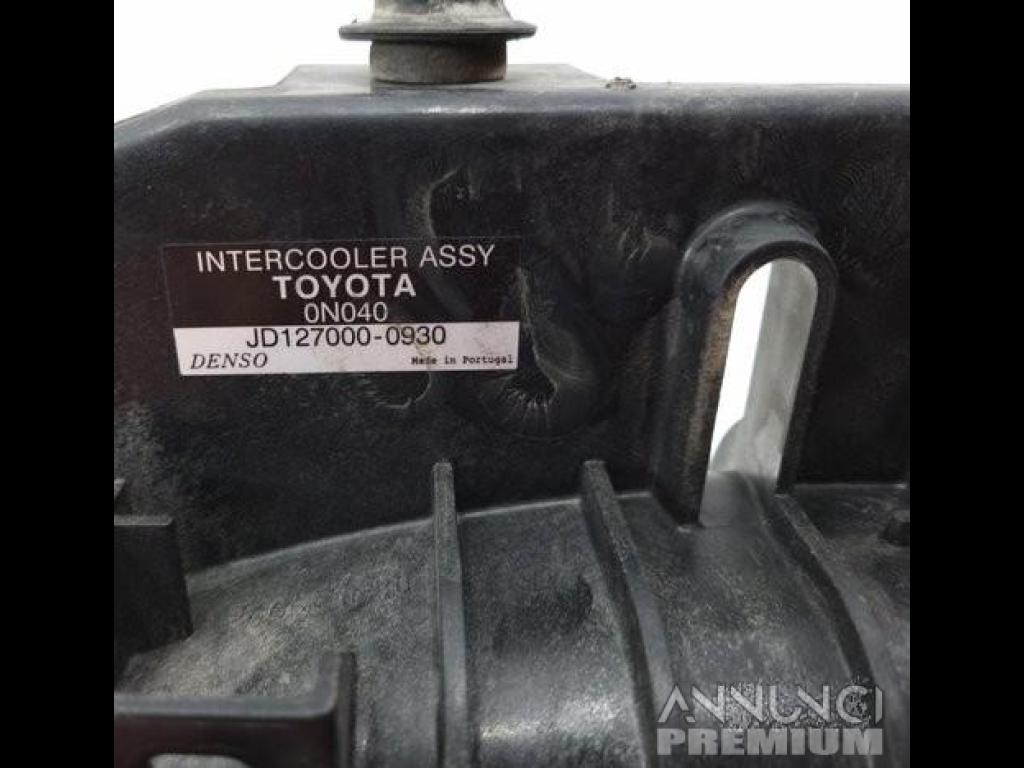 INTERCOOLER ASSY
TOYOTA
0N040
JD127000-0930
DENSO Made in Portugal
ANNUNCI
PREMIUM